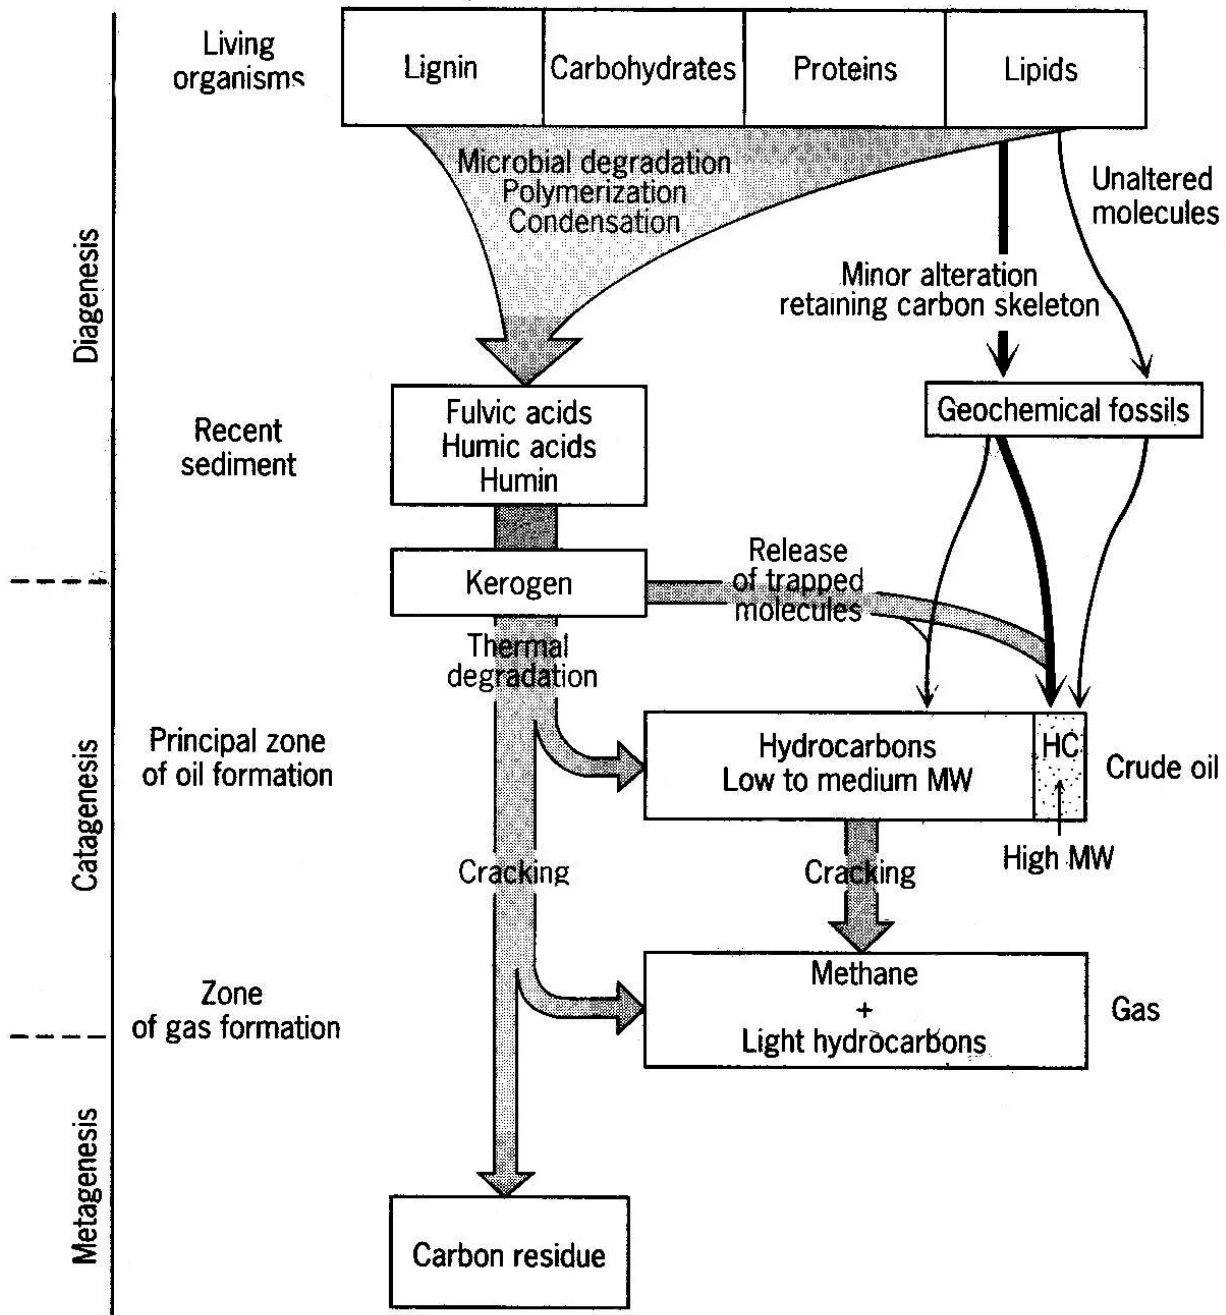 Living
organisms
Lignin
Carbohydrates
Proteins
Lipids
Microbial degradation
Polymerization
Condensation
Unaltered
molecules
Minor alteration
retaining carbon skeleton
Diagenesis
Recent
sediment
Fulvic acids
Humic acids
Humin
Geochemical fossils
Kerogen
Release
of trapped
molecules
Thermal
degradation
Catagenesis
Principal zone
of oil formation
Hydrocarbons
Low to medium MW
HC
Crude oil
High MW
Cracking
Cracking
Zone
of gas formation
Methane
+
Light hydrocarbons
Gas
Metagenesis
Carbon residue